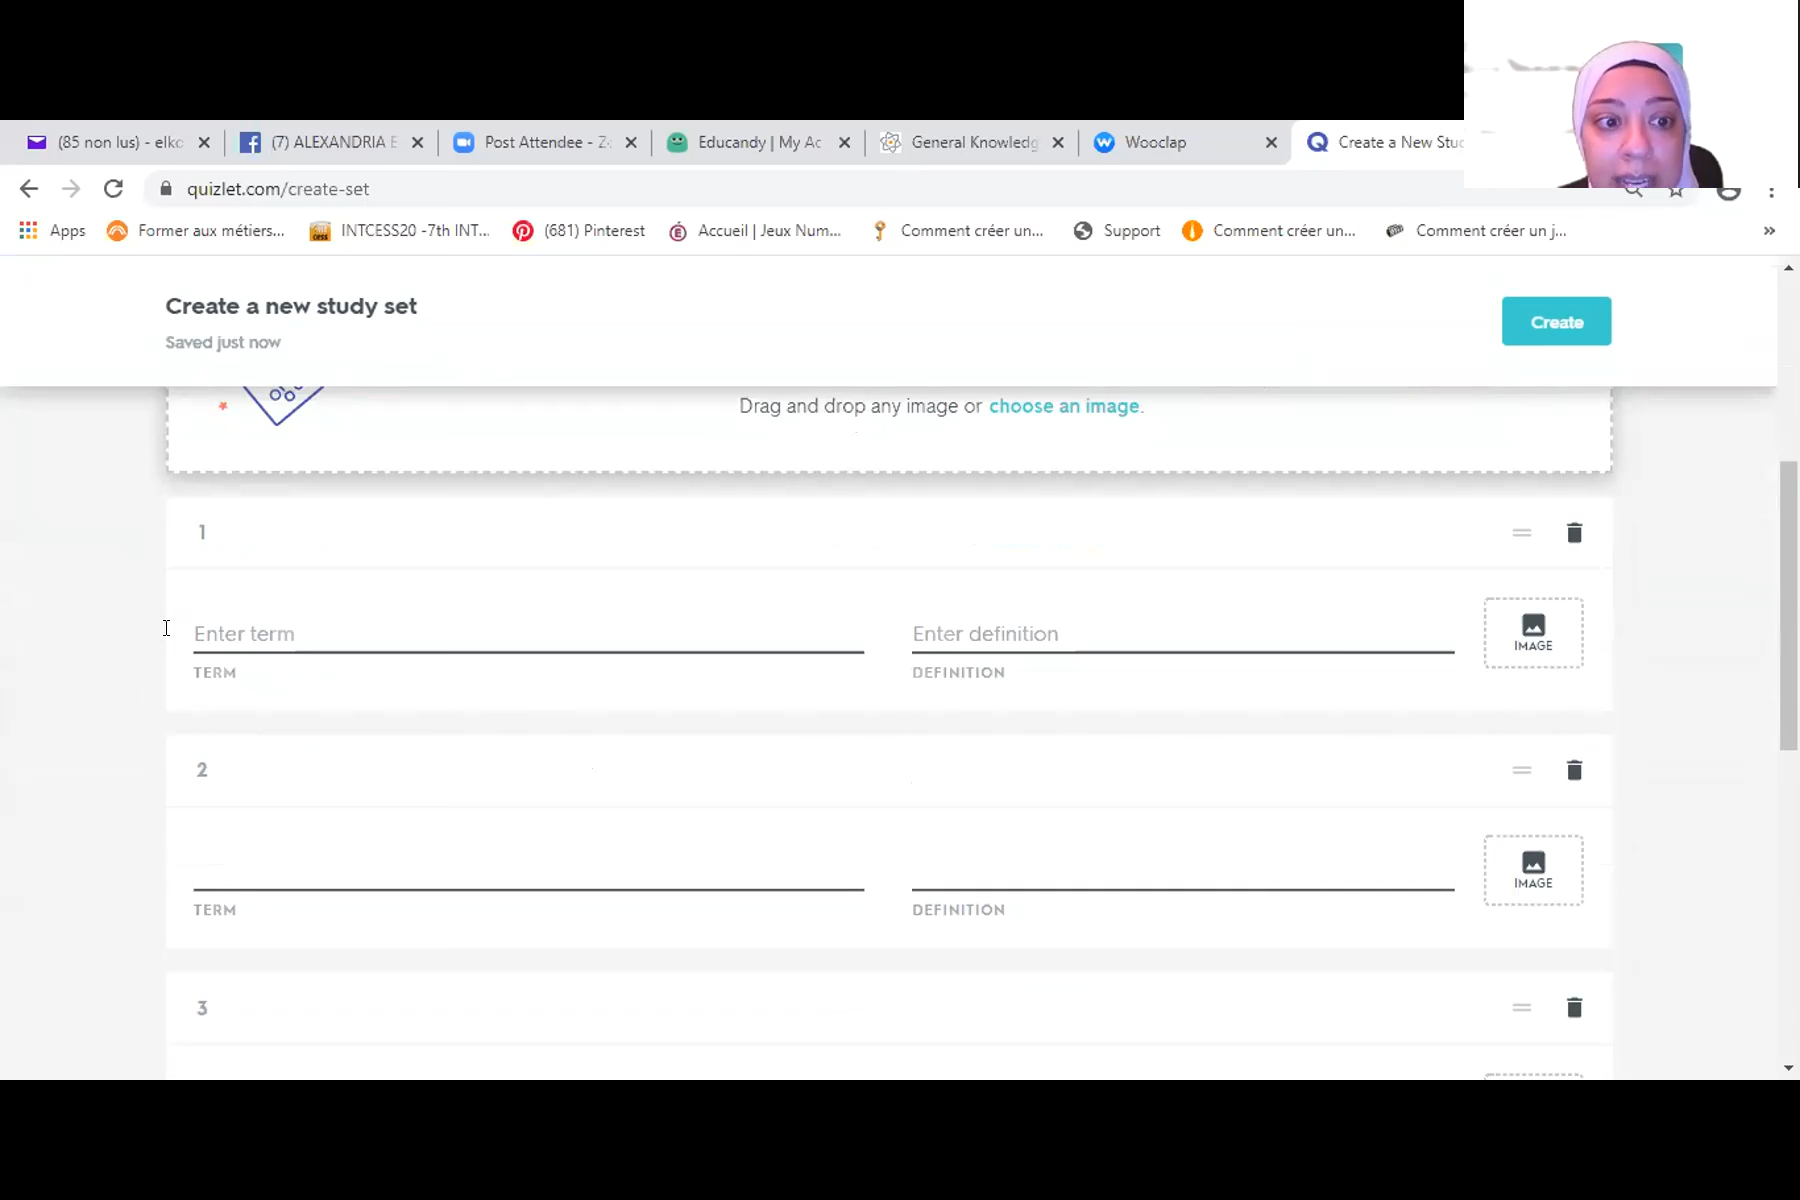 (85 non lus) - elkc
(7) ALEXANDRIA E
Post Attendee - Z
Educandy | My Ac
General Knowledg
Wooclap
Create a New Stud
quizlet.com/create-set
Apps
Former aux métiers...
INTCESS20 -7th INT...
(681) Pinterest
Accueil | Jeux Num...
Comment créer un...
Support
Comment créer un...
Comment créer un j...
»
Create a new study set
Saved just now
Create
Drag and drop any image or choose an image.
1
Enter term
Enter definition
IMAGE
TERM
DEFINITION
2
IMAGE
TERM
DEFINITION
3